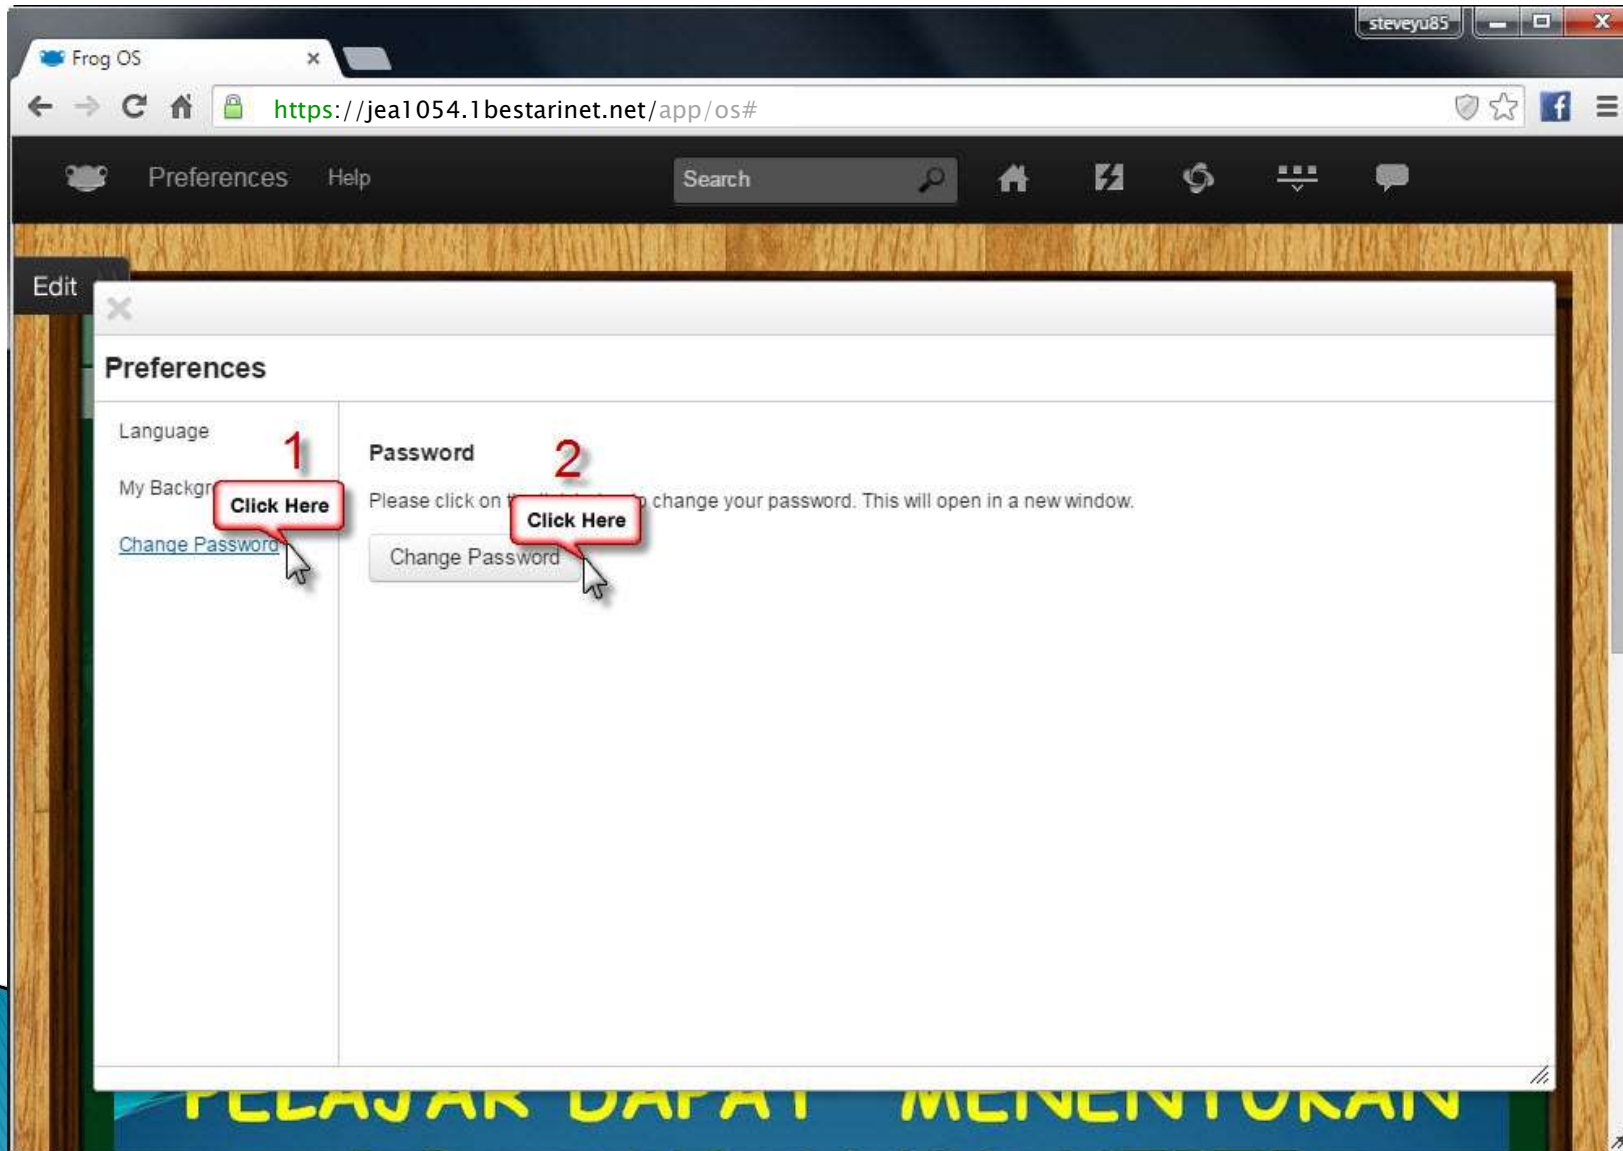 steveyu85
Frog OS
https://jea1054.1bestarinet.net/app/os#
Preferences Help Search
Edit
Preferences
Language
1
2
Password
My Backgr
Click Here
Please click on change your password. This will open in a new window.
Click Here
Change Password
Change Password
PELAJAR DAPAT MENENTUKAN